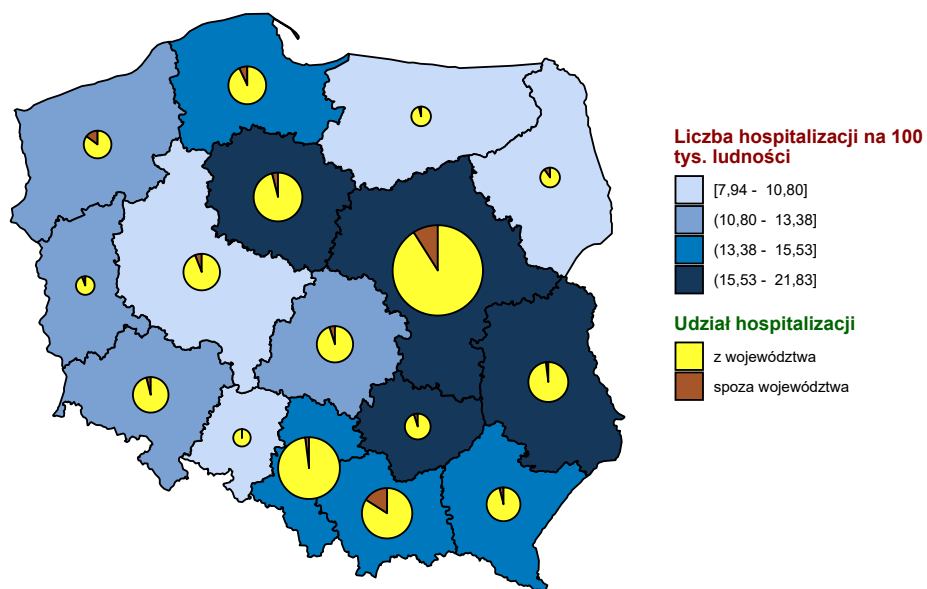 Liczba hospitalizacji na 100
tys. ludności
[7,94 - 10,80]
(10,80 - 13,38]
(13,38 - 15,53]
(15,53 - 21,83]
Udział hospitalizacji
z województwa
spoza województwa